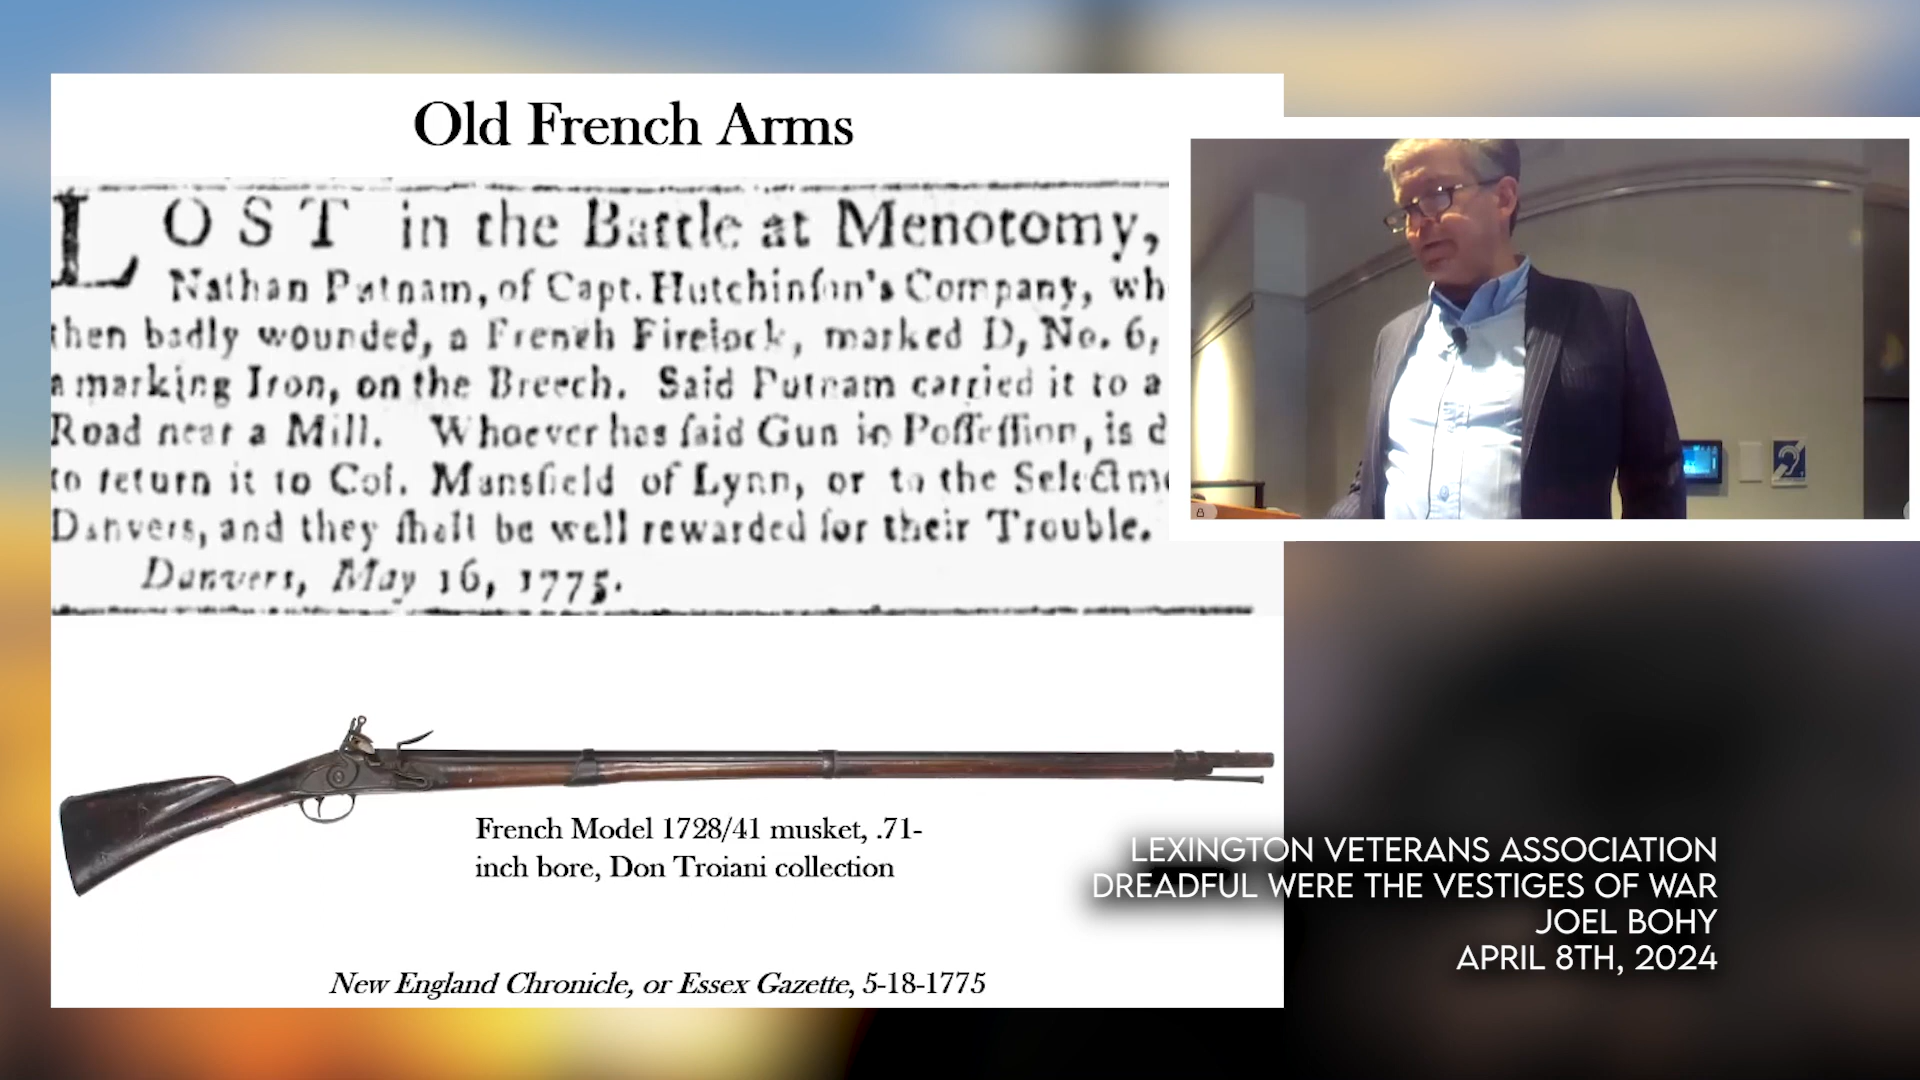 Old French Arms
LOST in the Battle at Menotomy,
Nathan Putnam, of Capt. Hutchinſon's Company, wh
then badly wounded, a French Firelock, marked D, No. 6,
a marking Iron, on the Breech. Said Putnam carried it to a
Road near a Mill. Whoever has ſaid Gun in Poſſeſſion, is d
to return it to Col. Mansfield of Lynn, or to the Selectme
Danvers, and they ſhall be well rewarded for their Trouble.
Danvers, May 16, 1775.
French Model 1728/41 musket, .71-
inch bore, Don Troiani collection
New England Chronicle, or Essex Gazette, 5-18-1775
LEXINGTON VETERANS ASSOCIATION
DREADFUL WERE THE VESTIGES OF WAR
JOEL BOHY
APRIL 8TH, 2024